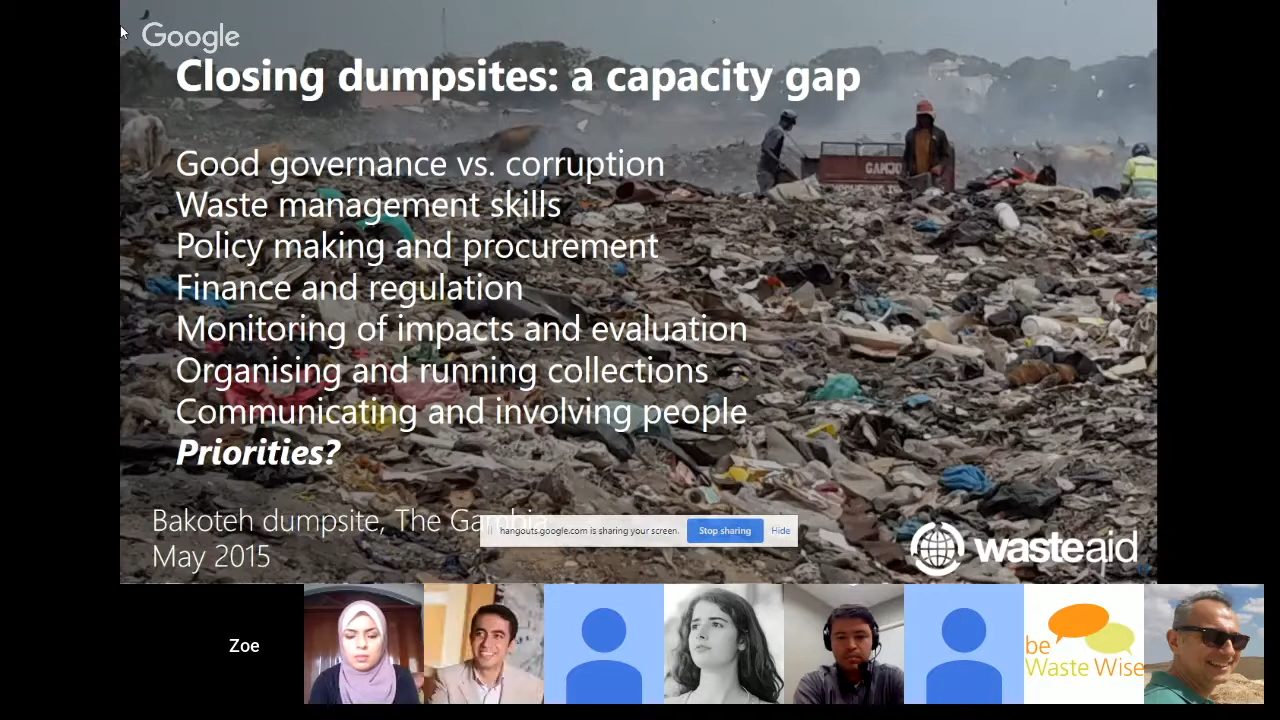 Google
Closing dumpsites: a capacity gap
Good governance vs. corruption
Waste management skills
Policy making and procurement
Finance and regulation
Monitoring of impacts and evaluation
Organising and running collections
Communicating and involving people
Priorities?
Bakoteh dumpsite, The Gambia
May 2015
hangouts.google.com is sharing your screen.
Stop sharing
Hide
wasteaid
Zoe
be
Waste Wise